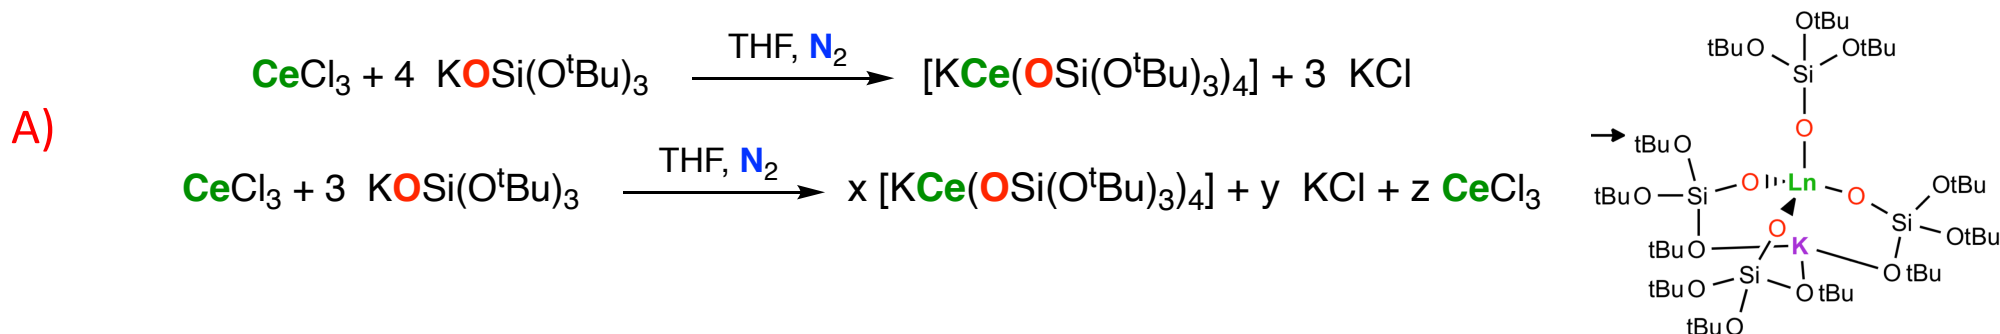 A)
THF, N₂
CeCl₃ + 4 KOSi(OᵗBu)₃ → [KCe(OSi(OᵗBu)₃)₄] + 3 KCl
THF, N₂
CeCl₃ + 3 KOSi(OᵗBu)₃ → x [KCe(OSi(OᵗBu)₃)₄] + y KCl + z CeCl₃
OtBu
tBuO OtBu
Si
O
tBuO
O Ln O OtBu
tBuO Si Si
O OtBu
tBuO K
Si O tBu
tBuO O tBu
tBuO